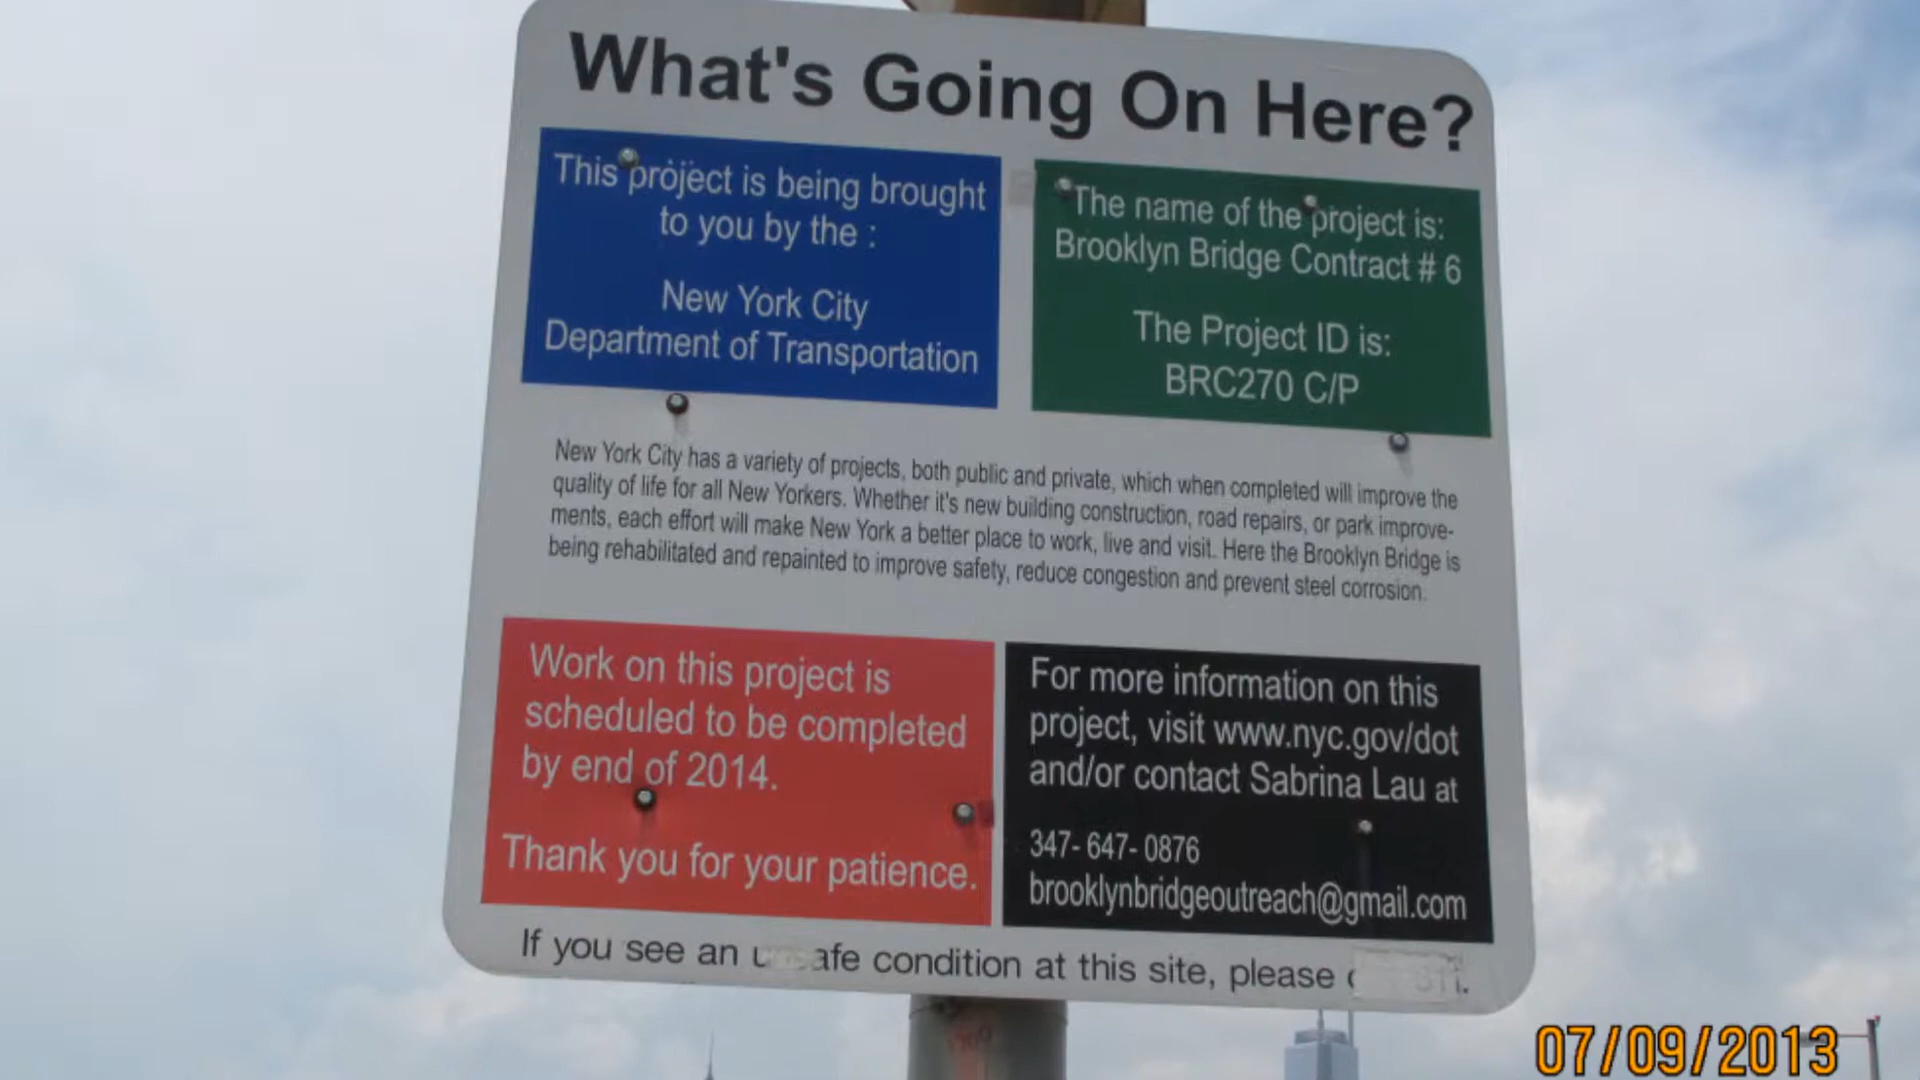 What's Going On Here?
This project is being brought
to you by the :
New York City
Department of Transportation
The name of the project is:
Brooklyn Bridge Contract # 6
The Project ID is:
BRC270 C/P
New York City has a variety of projects, both public and private, which when completed will improve the
quality of life for all New Yorkers. Whether it's new building construction, road repairs, or park improve-
ments, each effort will make New York a better place to work, live and visit. Here the Brooklyn Bridge is
being rehabilitated and repainted to improve safety, reduce congestion and prevent steel corrosion.
Work on this project is
scheduled to be completed
by end of 2014.
Thank you for your patience.
For more information on this
project, visit www.nyc.gov/dot
and/or contact Sabrina Lau at
347- 647- 0876
brooklynbridgeoutreach@gmail.com
If you see an condition at this site, please
07/09/2013